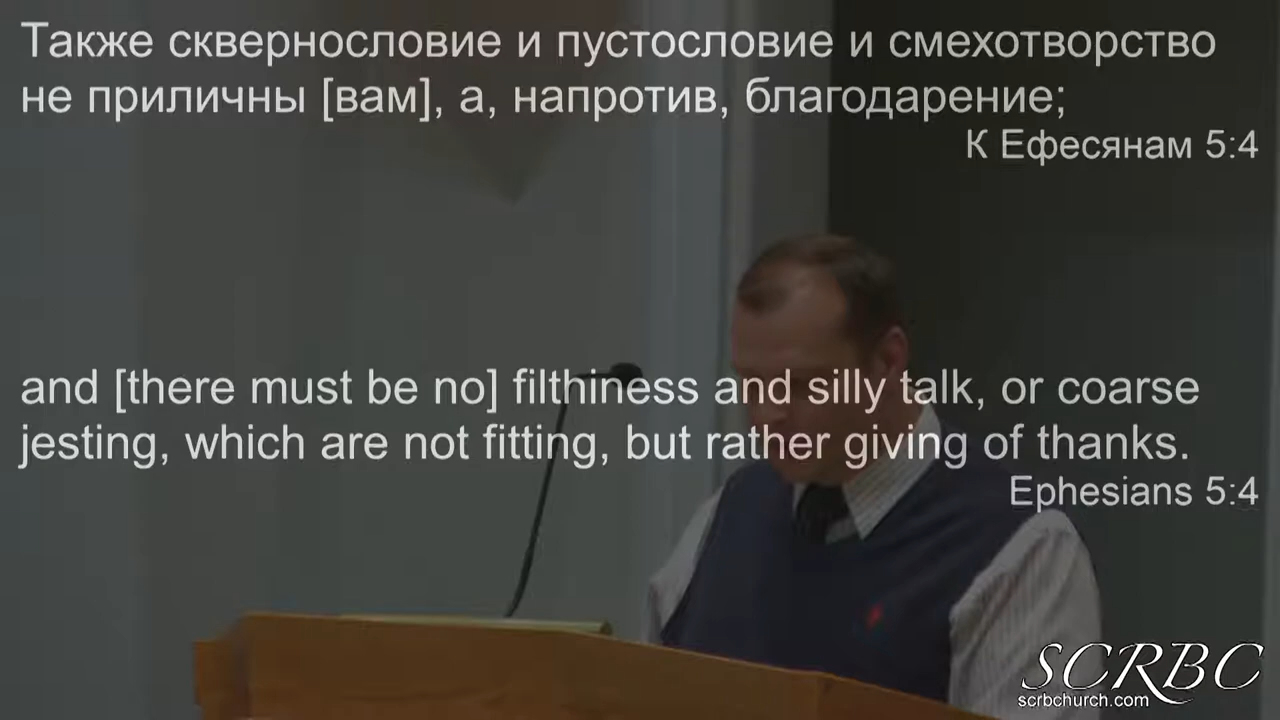 Также сквернословие и пустословие и смехотворство
не приличны [вам], а, напротив, благодарение;
К Ефесянам 5:4
and [there must be no] filthiness and silly talk, or coarse
jesting, which are not fitting, but rather giving of thanks.
Ephesians 5:4
SCRBC
scrbchurch.com